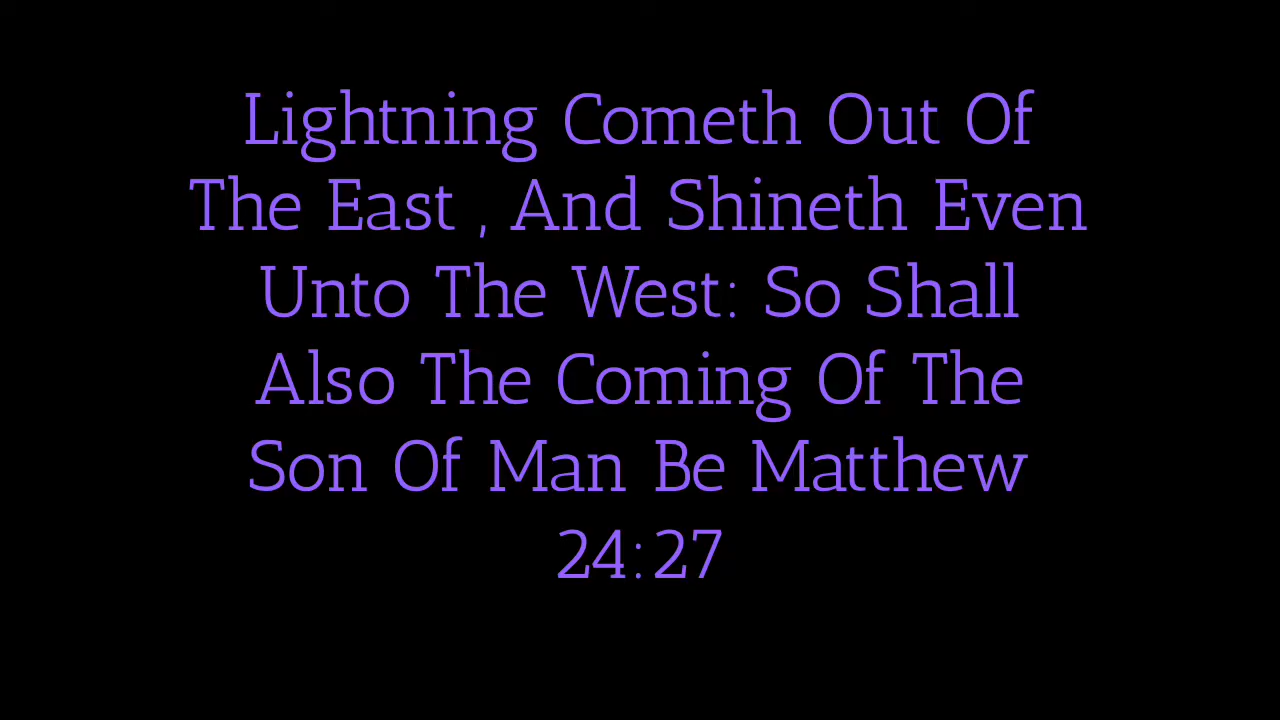 Lightning Cometh Out Of
The East , And Shineth Even
Unto The West: So Shall
Also The Coming Of The
Son Of Man Be Matthew
24:27